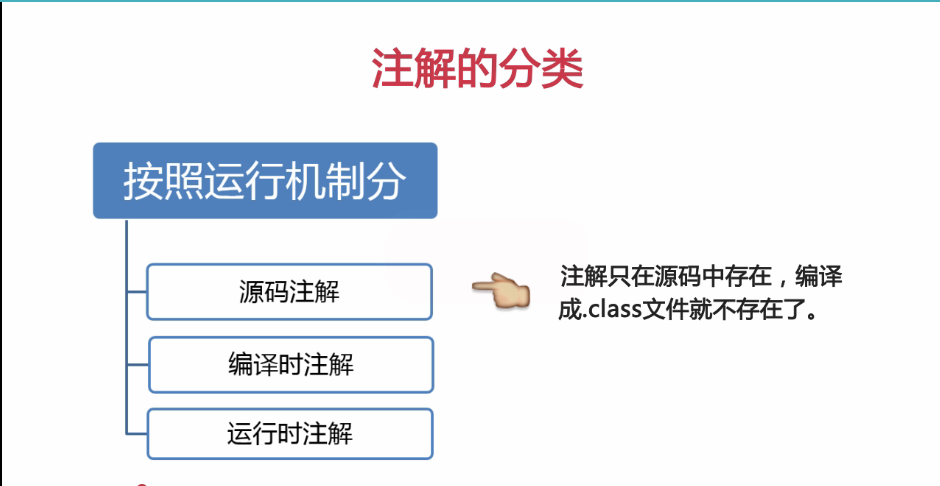 注解的分类
按照运行机制分
源码注解
注解只在源码中存在，编译
成.class文件就不存在了。
编译时注解
运行时注解